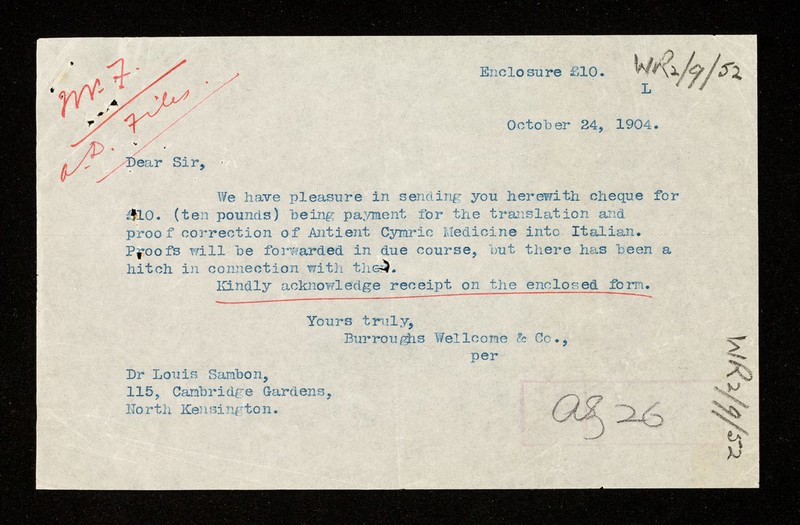 Mr. F.
a.D. Files.
Enclosure £10.
WR2/9/52
L
October 24, 1904.
Dear Sir,
We have pleasure in sending you herewith cheque for
£10. (ten pounds) being payment for the translation and
proof correction of Antient Cymric Medicine into Italian.
Proofs will be forwarded in due course, but there has been a
hitch in connection with them.
Kindly acknowledge receipt on the enclosed form.
Yours truly,
Burroughs Wellcome & Co.,
per
Dr Louis Sambon,
115, Cambridge Gardens,
North Kensington.
26
WR2/9/52